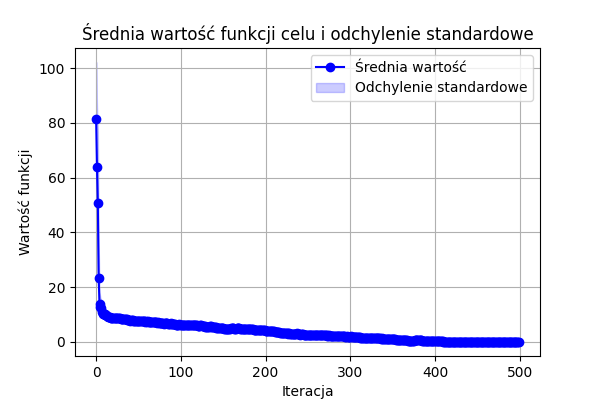 Średnia wartość funkcji celu i odchylenie standardowe
Średnia wartość
Odchylenie standardowe
Wartość funkcji
100
80
60
40
20
0
0 100 200 300 400 500
Iteracja